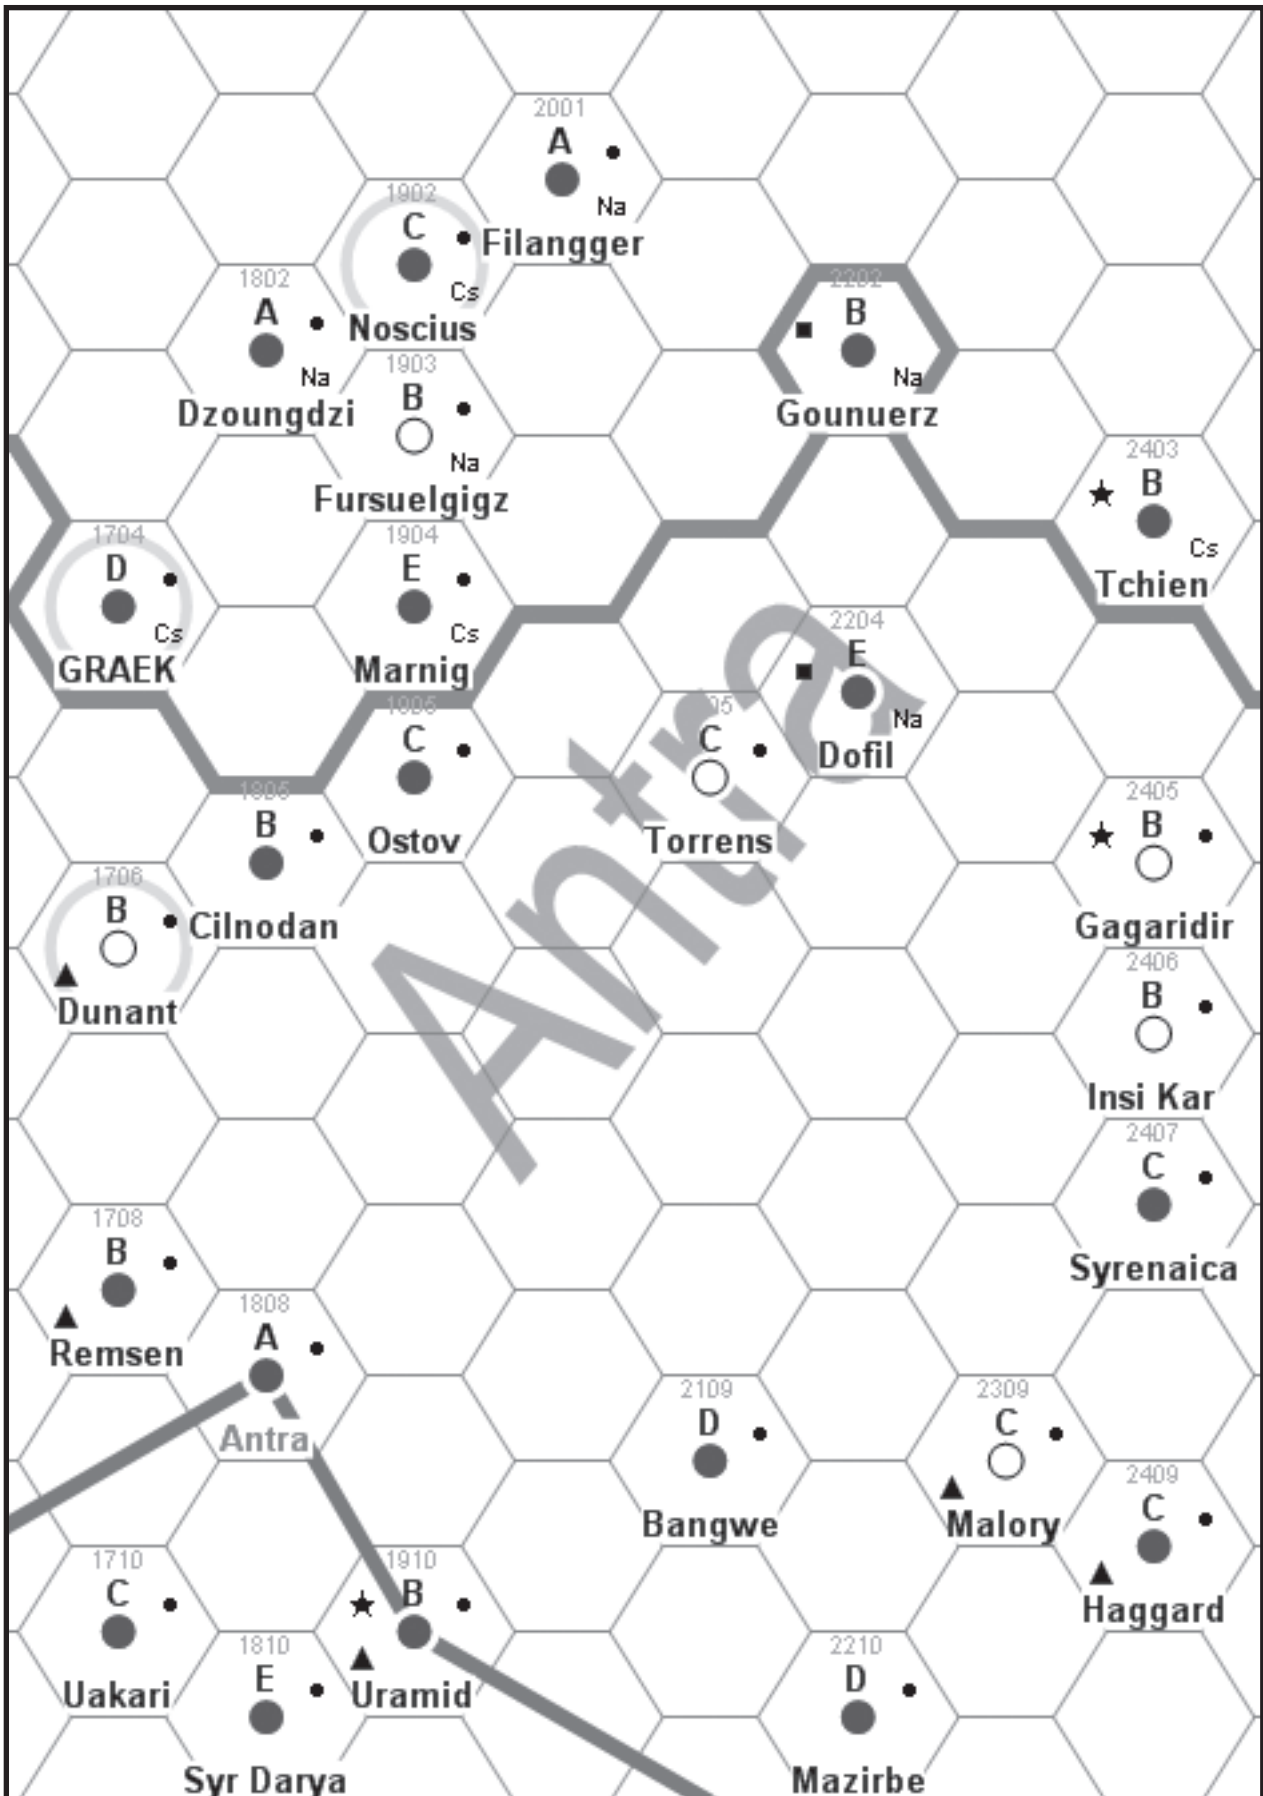 2001
A
Na
Filangger
1902
C
Cs
Noscius
1802
A
Na
Dzoungdzi
2202
B
Na
Gounuerz
1903
B
Na
Fursuelgigz
2403
B
Cs
Tchien
1704
D
Cs
GRAEK
1904
E
Cs
Marnig
2204
E
Na
Dofil
1905
C
Ostov
05
C
Torrens
Antra
1805
B
Cilnodan
2405
B
Gagaridir
1706
B
Dunant
2406
B
Insi Kar
2407
C
Syrenaica
1708
B
Remsen
1808
A
Antra
2109
D
Bangwe
2309
C
Malory
2409
C
Haggard
1710
C
Uakari
1910
B
Uramid
1810
E
Syr Darya
2210
D
Mazirbe